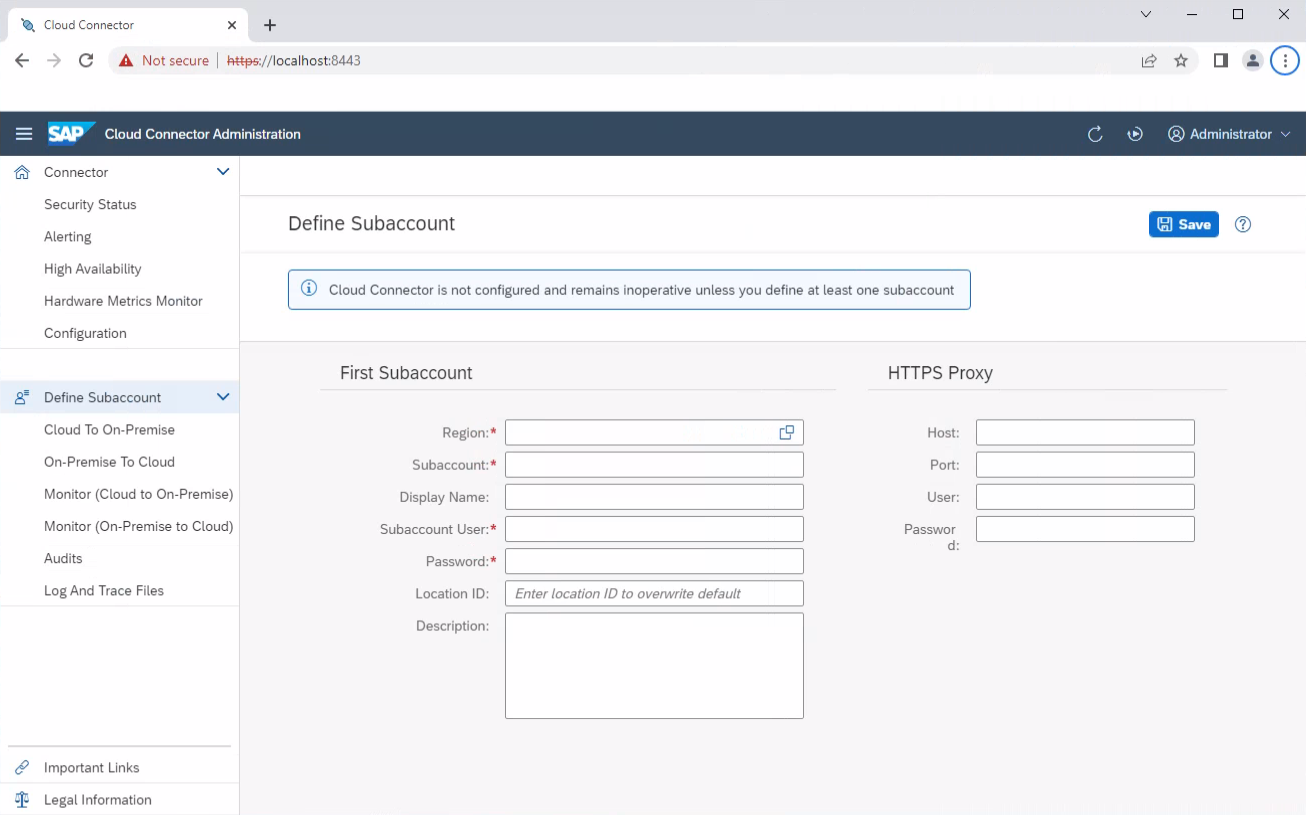 Cloud Connector
Not secure https://localhost:8443
SAP Cloud Connector Administration Administrator
Connector
Security Status
Alerting
High Availability
Hardware Metrics Monitor
Configuration
Define Subaccount
Cloud To On-Premise
On-Premise To Cloud
Monitor (Cloud to On-Premise)
Monitor (On-Premise to Cloud)
Audits
Log And Trace Files
Important Links
Legal Information
Define Subaccount
Save
Cloud Connector is not configured and remains inoperative unless you define at least one subaccount
First Subaccount
Region:*
Subaccount:*
Display Name:
Subaccount User:*
Password:*
Location ID: Enter location ID to overwrite default
Description:
HTTPS Proxy
Host:
Port:
User:
Passwor
d: